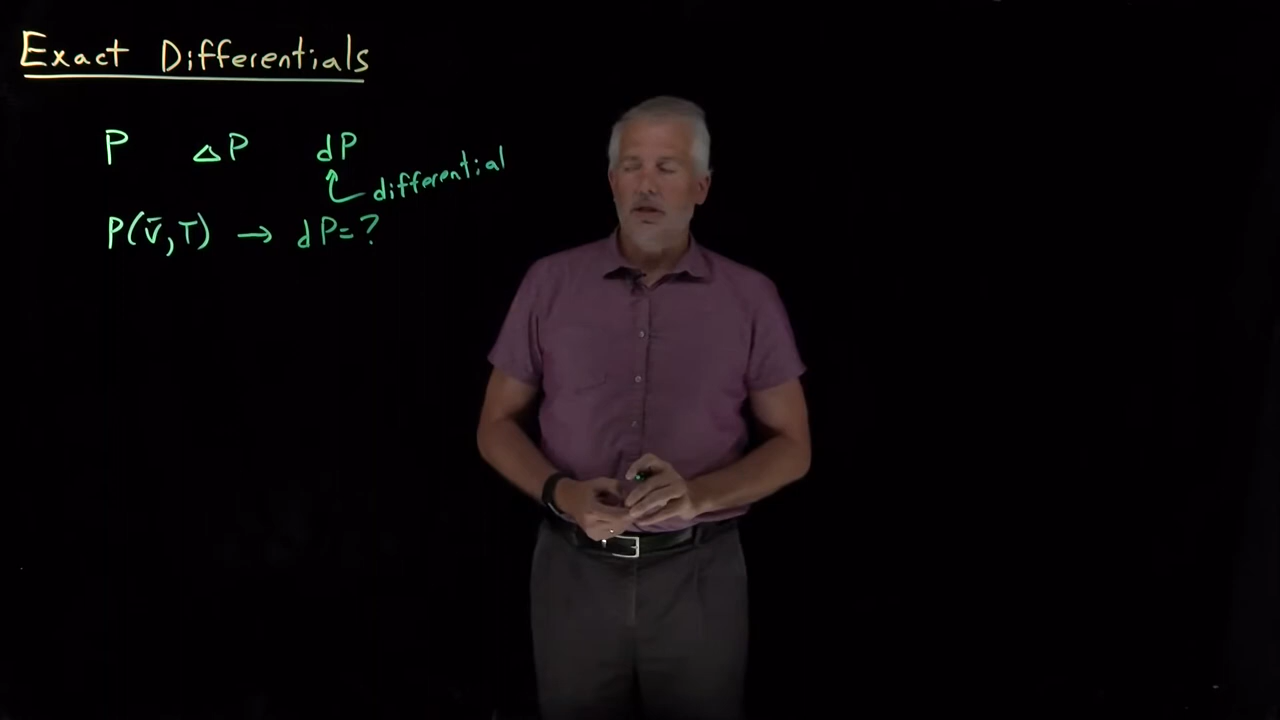 Exact Differentials
P ΔP dP
differential
P(v̄,T) → dP=?